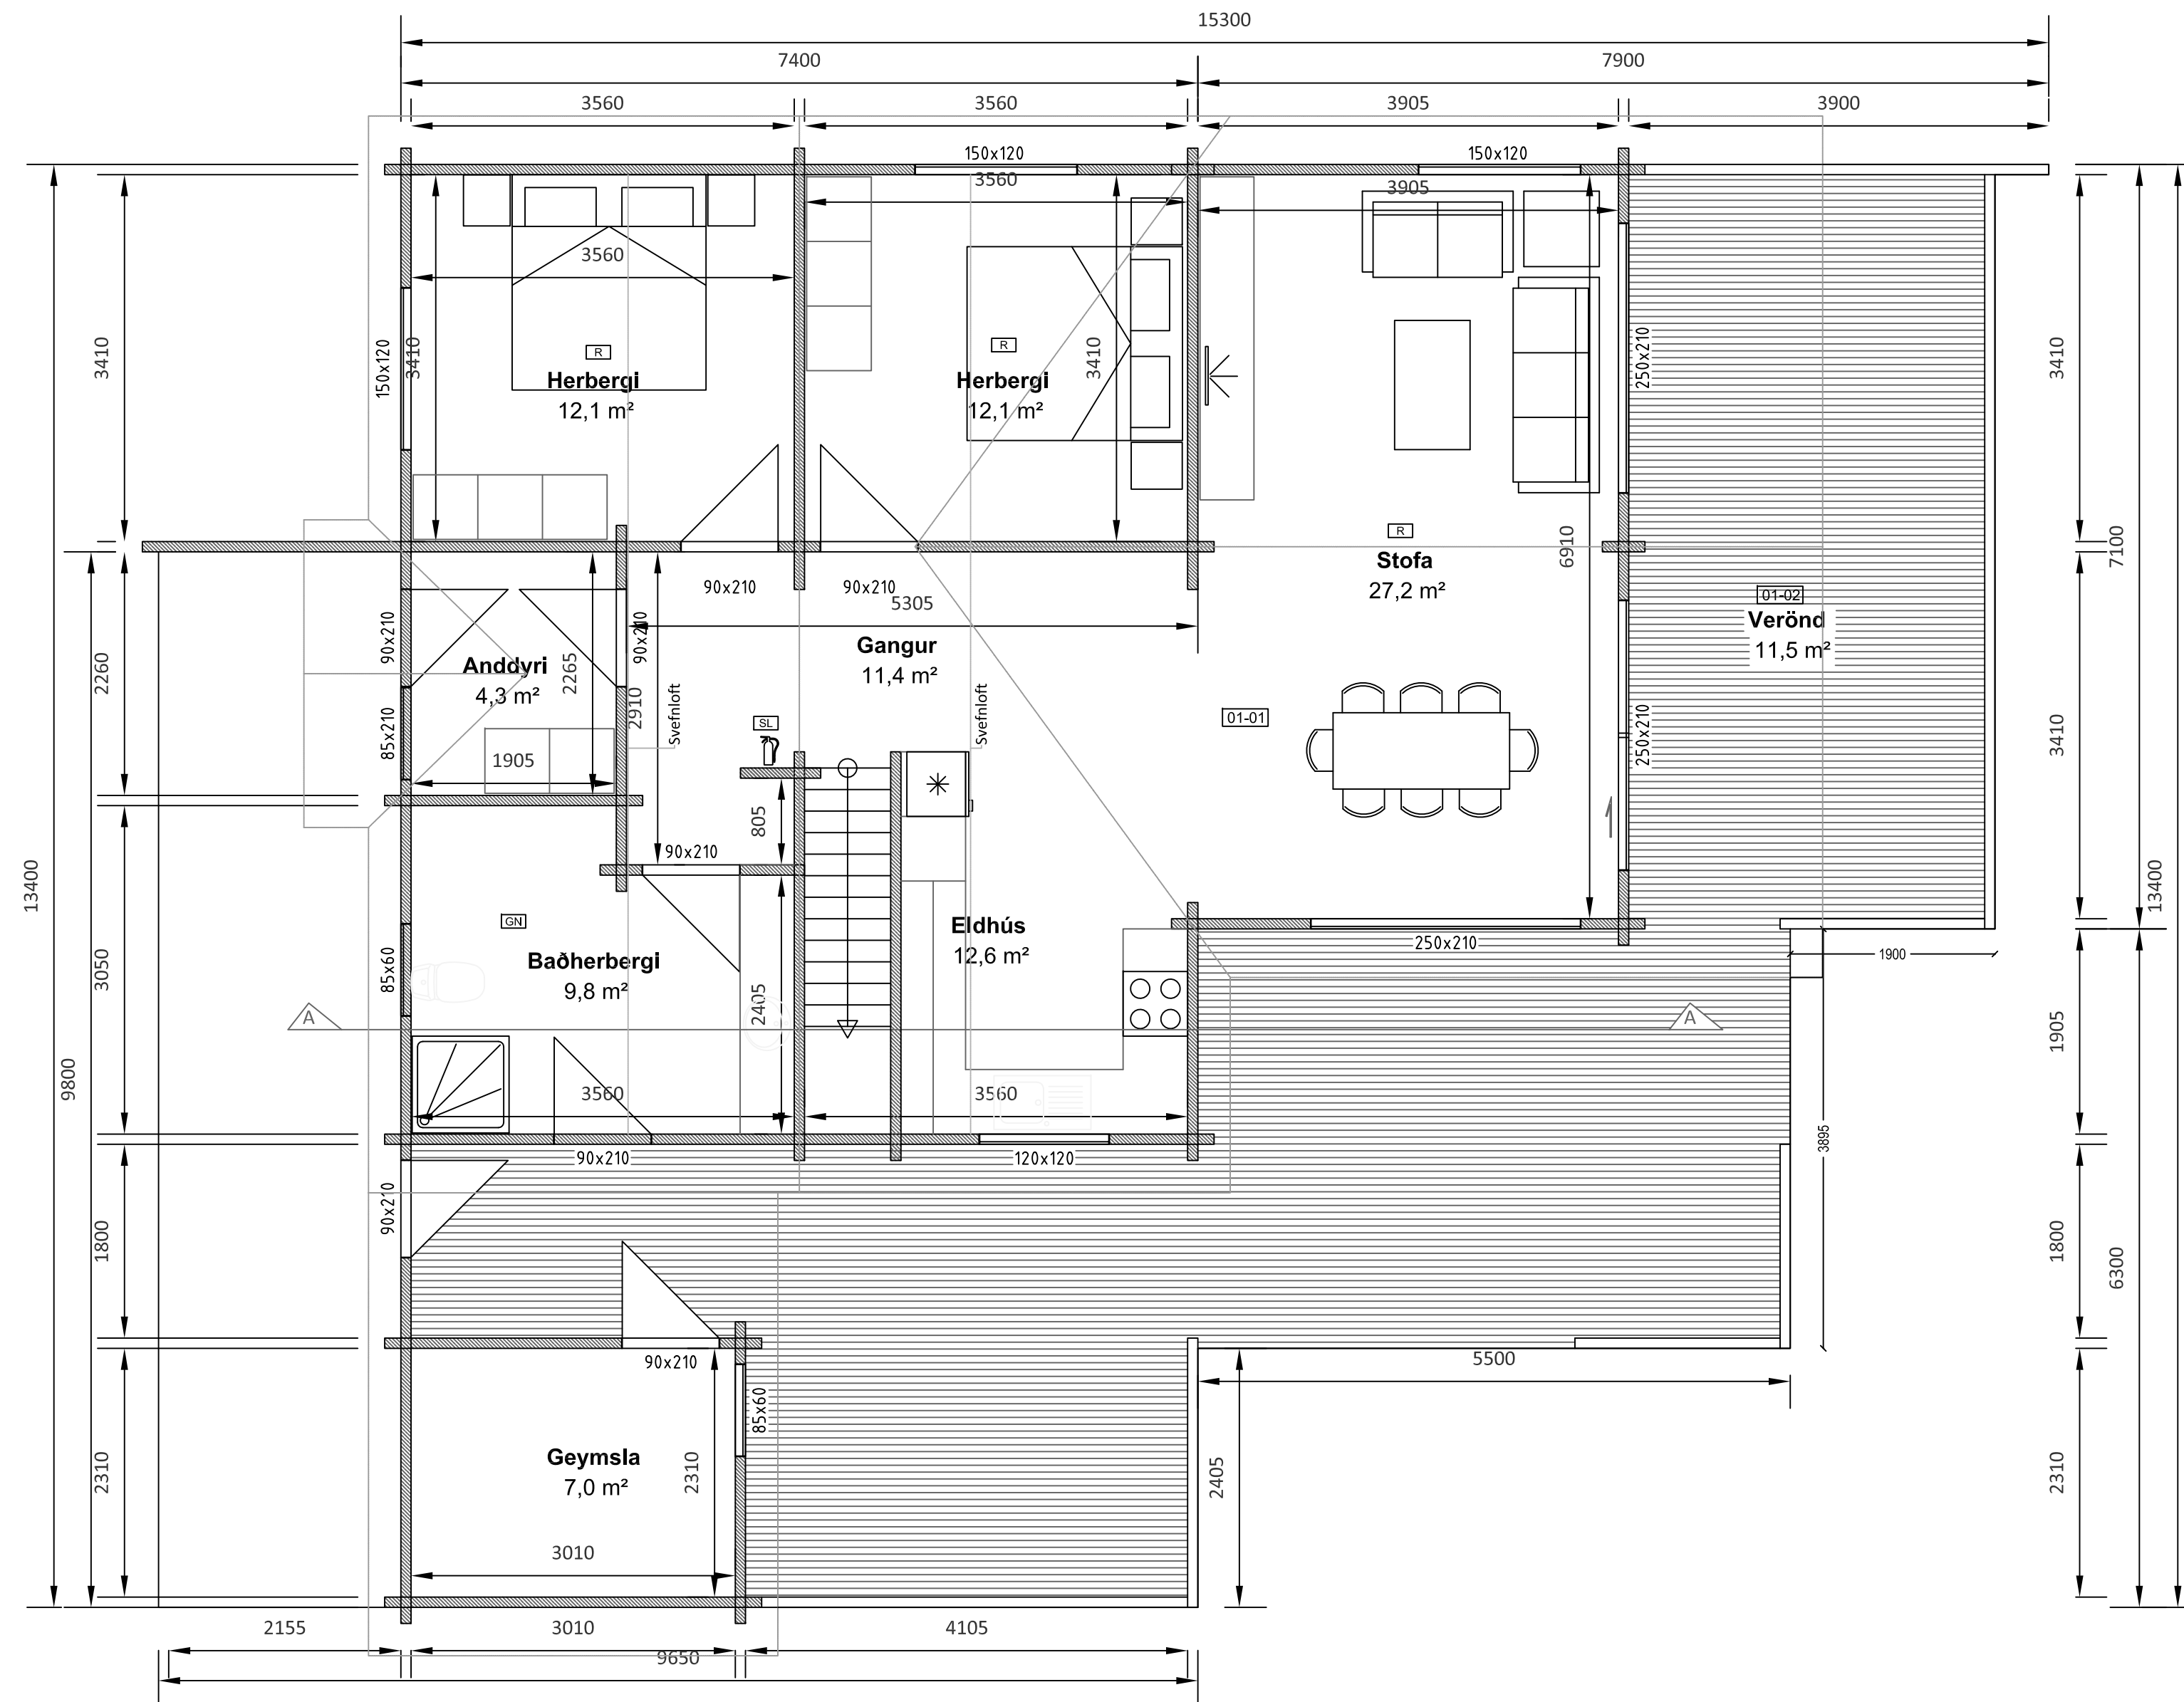 15300
7400 7900
3560 3560 3905 3900
150x120 150x120
3560 3905
3560
3410 150x120 3410 R R 3410 250x210 3410
Herbergi Herbergi
12,1 m² 12,1 m²
R
Stofa 6910 7100
27,2 m²
90x210 90x210
5305
01-02
Verönd
11,5 m²
2260 90x210 Anddyri 2265 90x210 Gangur
4,3 m² 11,4 m²
85x210 2910 Svefnloft SL Svefnloft 01-01 250x210 3410
1905
805
90x210
13400 13400
GN
Eldhús
12,6 m²
250x210
1900
3050 85x60 Baðherbergi
9,8 m² 2405
A A 1905
9800
3560 3560
3895
90x210 120x120
90x210
1800 1800 6300
90x210 5500
85x60
Geymsla
7,0 m²
2310 2310 2405 2310
3010
2155 3010 4105
9650